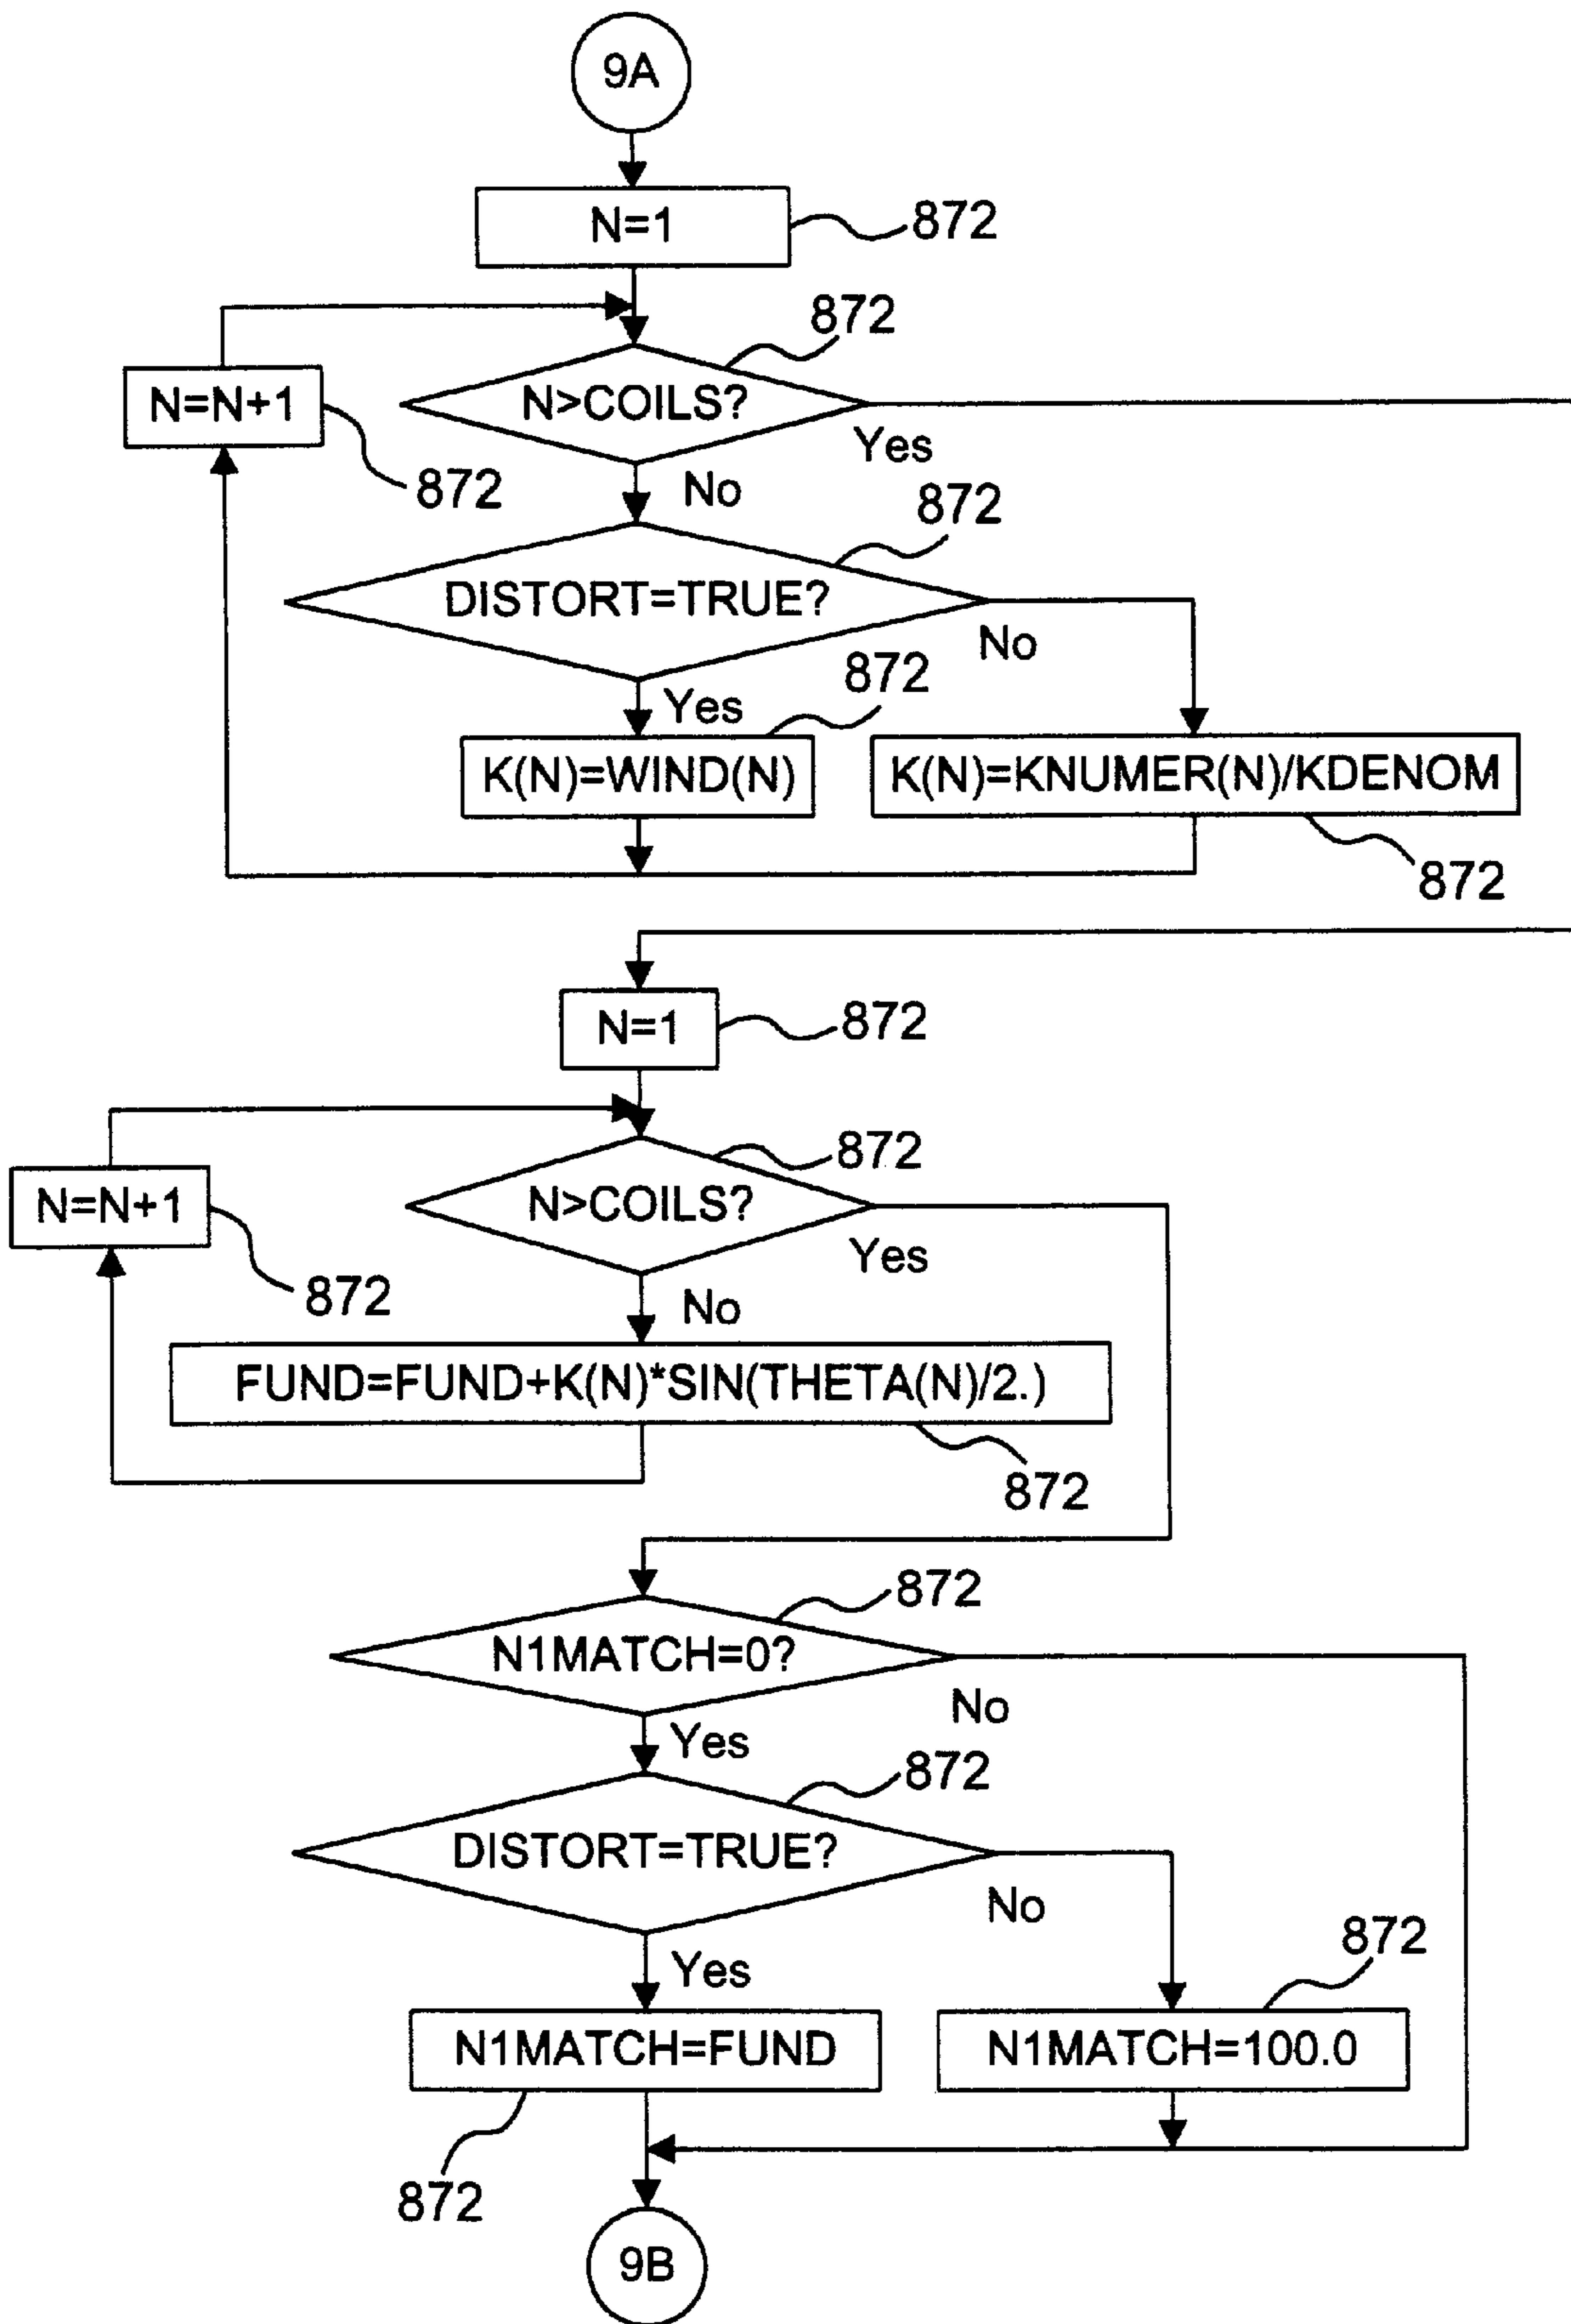 9A
N=1
872
872
N=N+1
N>COILS?
Yes
872
No
872
DISTORT=TRUE?
No
872
Yes
K(N)=WIND(N)
K(N)=KNUMER(N)/KDENOM
872
N=1
872
872
N=N+1
N>COILS?
Yes
872
No
FUND=FUND+K(N)*SIN(THETA(N)/2.)
872
872
N1MATCH=0?
No
Yes
872
DISTORT=TRUE?
No
872
Yes
N1MATCH=FUND
N1MATCH=100.0
872
9B